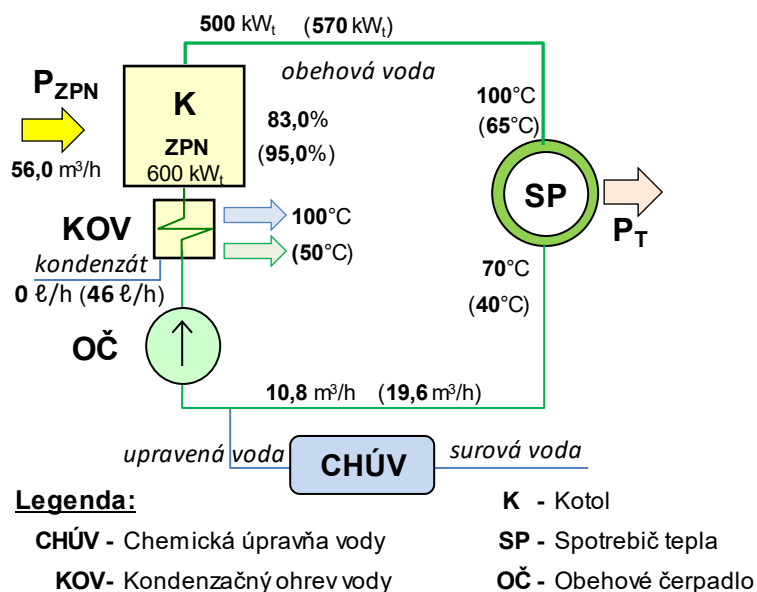 500 kWt (570 kWt)
obehová voda
PZPN
K
ZPN
600 kWt
83,0%
(95,0%)
56,0 m³/h
100°C
(65°C)
SP
PT
KOV
100°C
(50°C)
kondenzát
0 ℓ/h (46 ℓ/h)
70°C
(40°C)
OČ
10,8 m³/h (19,6 m³/h)
upravená voda
CHÚV
surová voda
Legenda:
K - Kotol
CHÚV - Chemická úpravňa vody
SP - Spotrebič tepla
KOV- Kondenzačný ohrev vody
OČ - Obehové čerpadlo